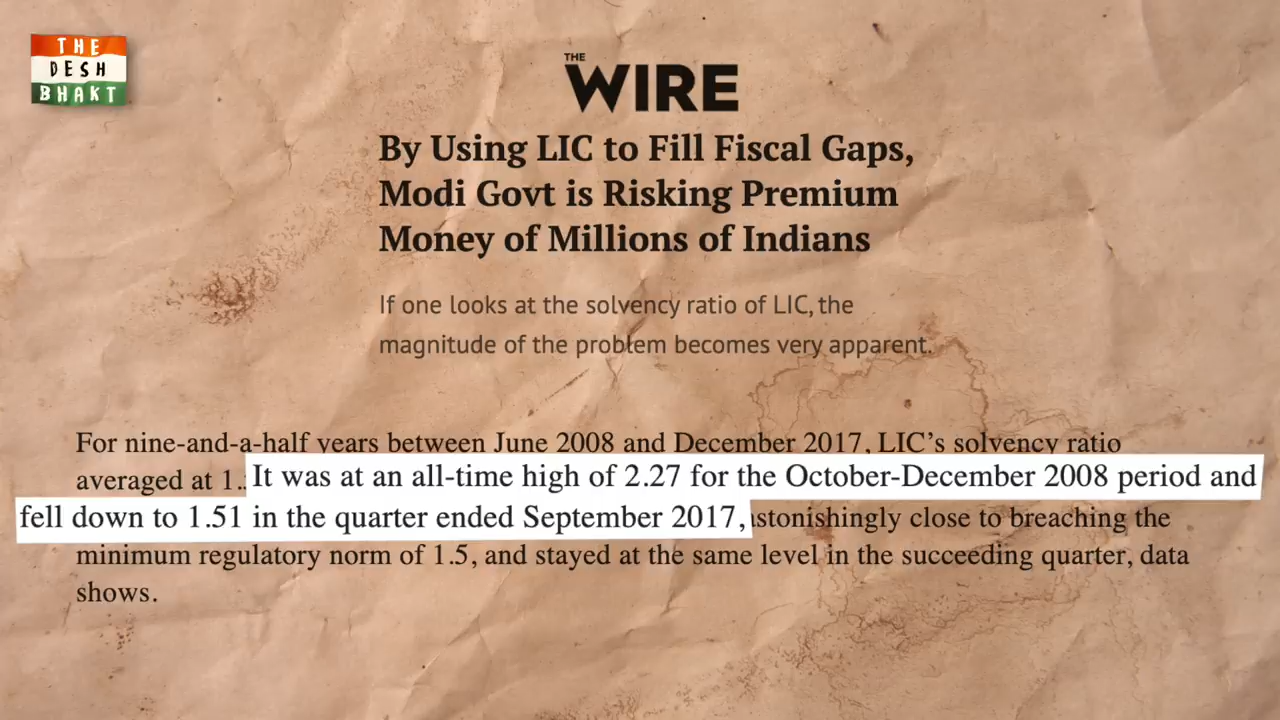 THE
DESH
BHAKT
THE
WIRE
By Using LIC to Fill Fiscal Gaps,
Modi Govt is Risking Premium
Money of Millions of Indians
If one looks at the solvency ratio of LIC, the
magnitude of the problem becomes very apparent.
For nine-and-a-half years between June 2008 and December 2017, LIC's solvency ratio
averaged at 1. It was at an all-time high of 2.27 for the October-December 2008 period and
fell down to 1.51 in the quarter ended September 2017, stonishingly close to breaching the
minimum regulatory norm of 1.5, and stayed at the same level in the succeeding quarter, data
shows.